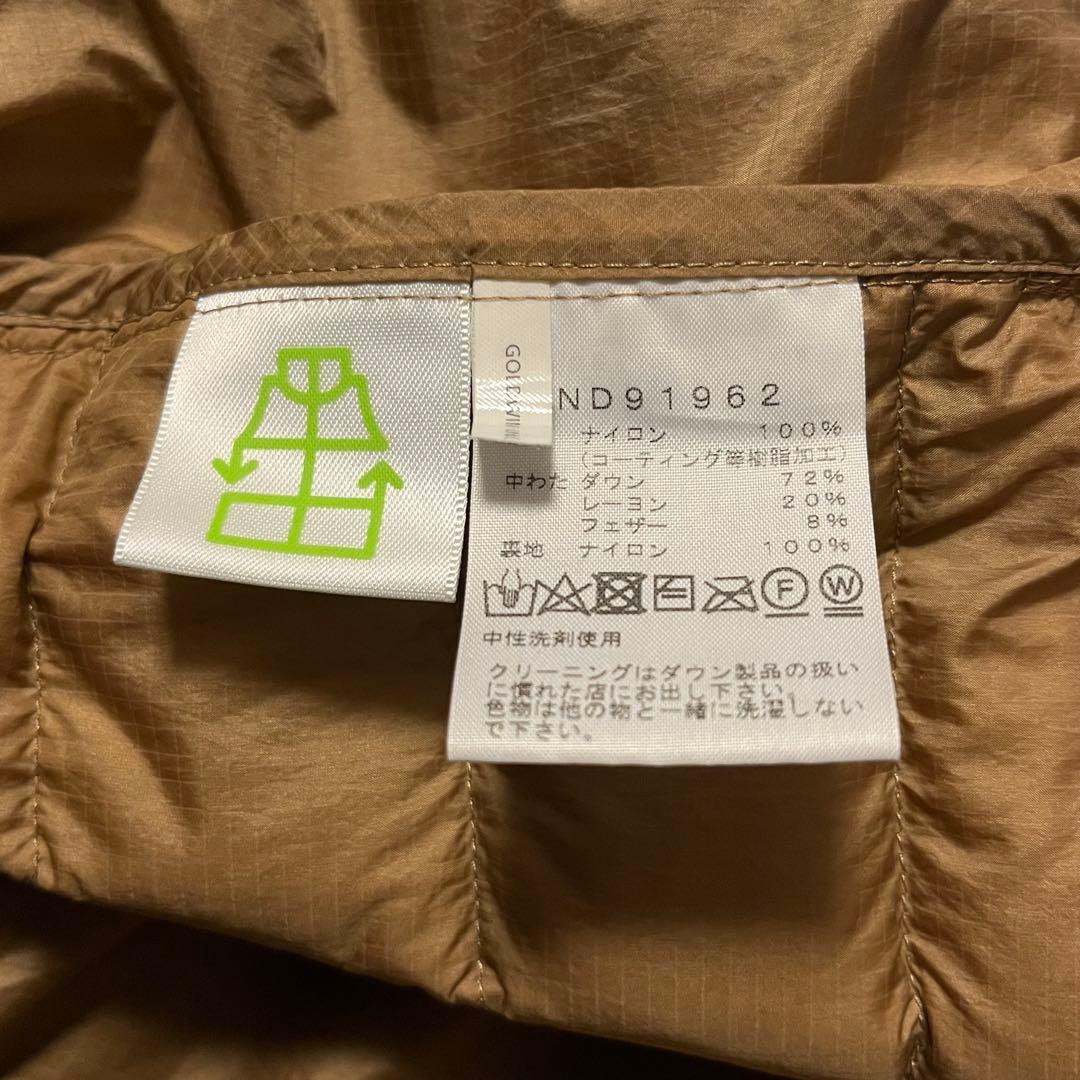 GOLDWIN
ND91962
ナイロン 100%
(コーティング等樹脂加工)
中わた ダウン 72%
レーヨン 20%
フェザー 8%
裏地 ナイロン 100%
F W
中性洗剤使用
クリーニングはダウン製品の扱い
に慣れた店にお出し下さい。
色物は他の物と一緒に洗濯しない
で下さい。